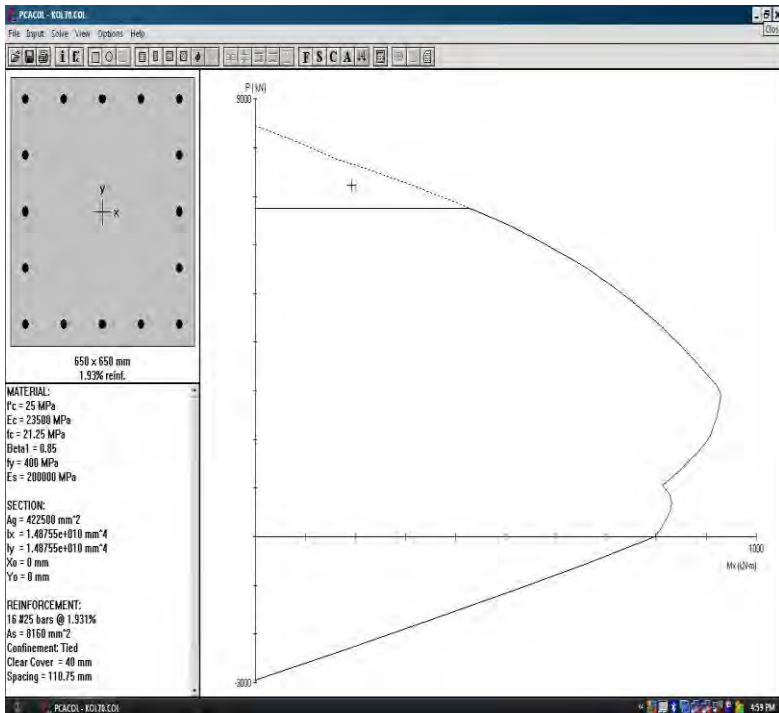 PCACOL - KOL70.COL
File Input Solve View Options Help
Clos
F S C A
P (kN)
9000
y
x
650 x 650 mm
1.93% reinf.
MATERIAL:
f'c = 25 MPa
Ec = 23500 MPa
fc = 21.25 MPa
Beta1 = 0.85
fy = 400 MPa
Es = 200000 MPa
SECTION:
Ag = 422500 mm^2
Ix = 1.48755e+010 mm^4
Iy = 1.48755e+010 mm^4
Xo = 0 mm
Yo = 0 mm
REINFORCEMENT:
16 #25 bars @ 1.931%
As = 8160 mm^2
Confinement: Tied
Clear Cover = 40 mm
Spacing = 110.75 mm
1000
Mx (kN-m)
-3000
PCACOL - KOL70.COL
4:59 PM